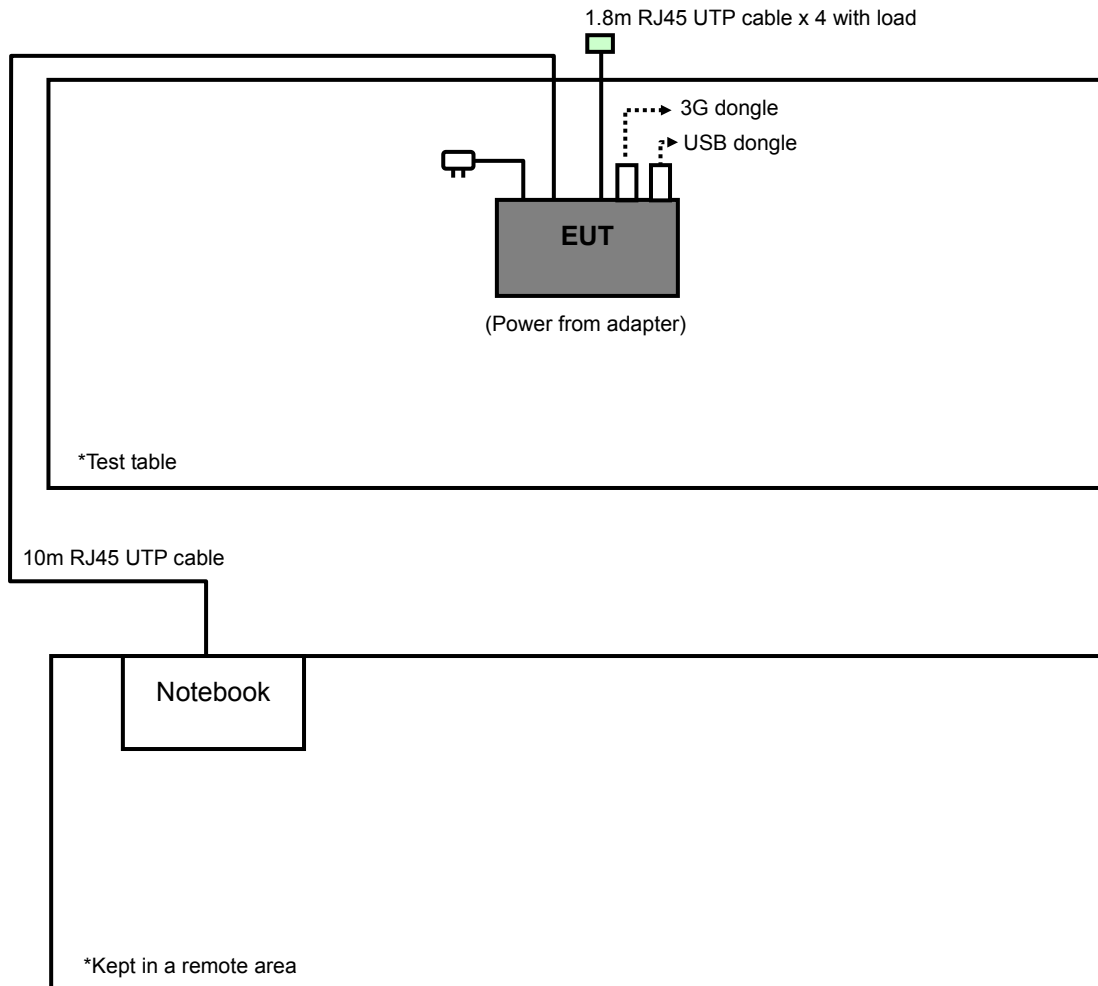 1.8m RJ45 UTP cable x 4 with load
3G dongle
USB dongle
EUT
(Power from adapter)
*Test table
10m RJ45 UTP cable
Notebook
*Kept in a remote area